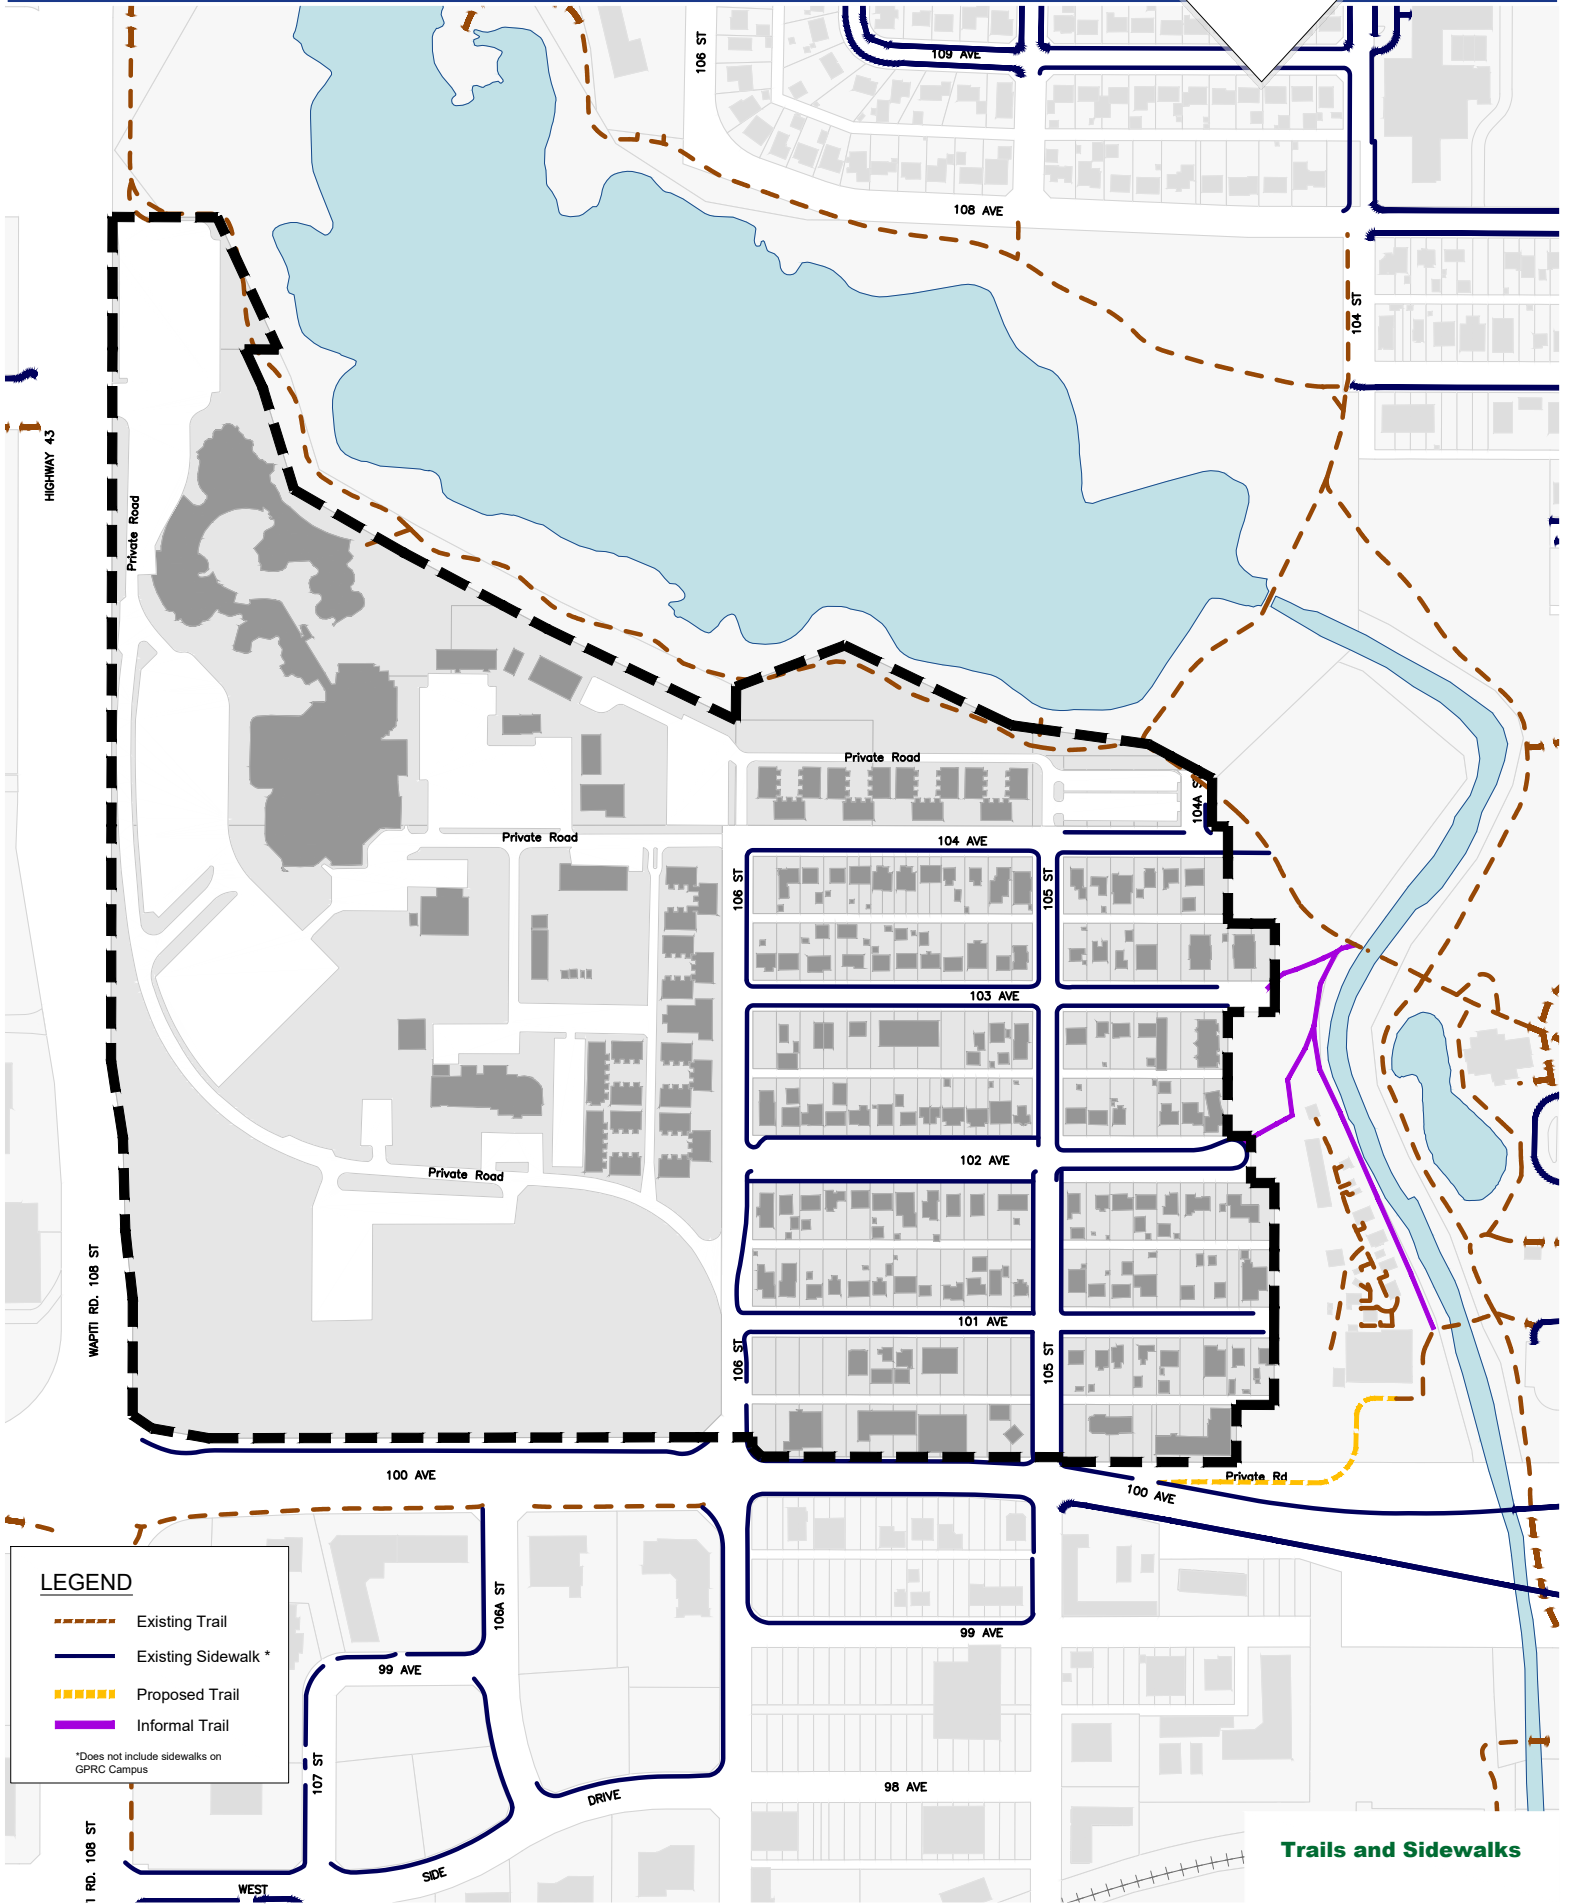 106 ST
109 AVE
108 AVE
104 ST
HIGHWAY 43
Private Road
Private Road
104A S
Private Road
104 AVE
106 ST
105 ST
103 AVE
102 AVE
Private Road
WAPITI RD. 108 ST
101 AVE
106 ST
105 ST
100 AVE
Private Rd
100 AVE
LEGEND
Existing Trail
Existing Sidewalk *
Proposed Trail
Informal Trail
*Does not include sidewalks on
GPRC Campus
106A ST
99 AVE
99 AVE
107 ST
98 AVE
DRIVE
SIDE
WEST
RD. 108 ST
Trails and Sidewalks